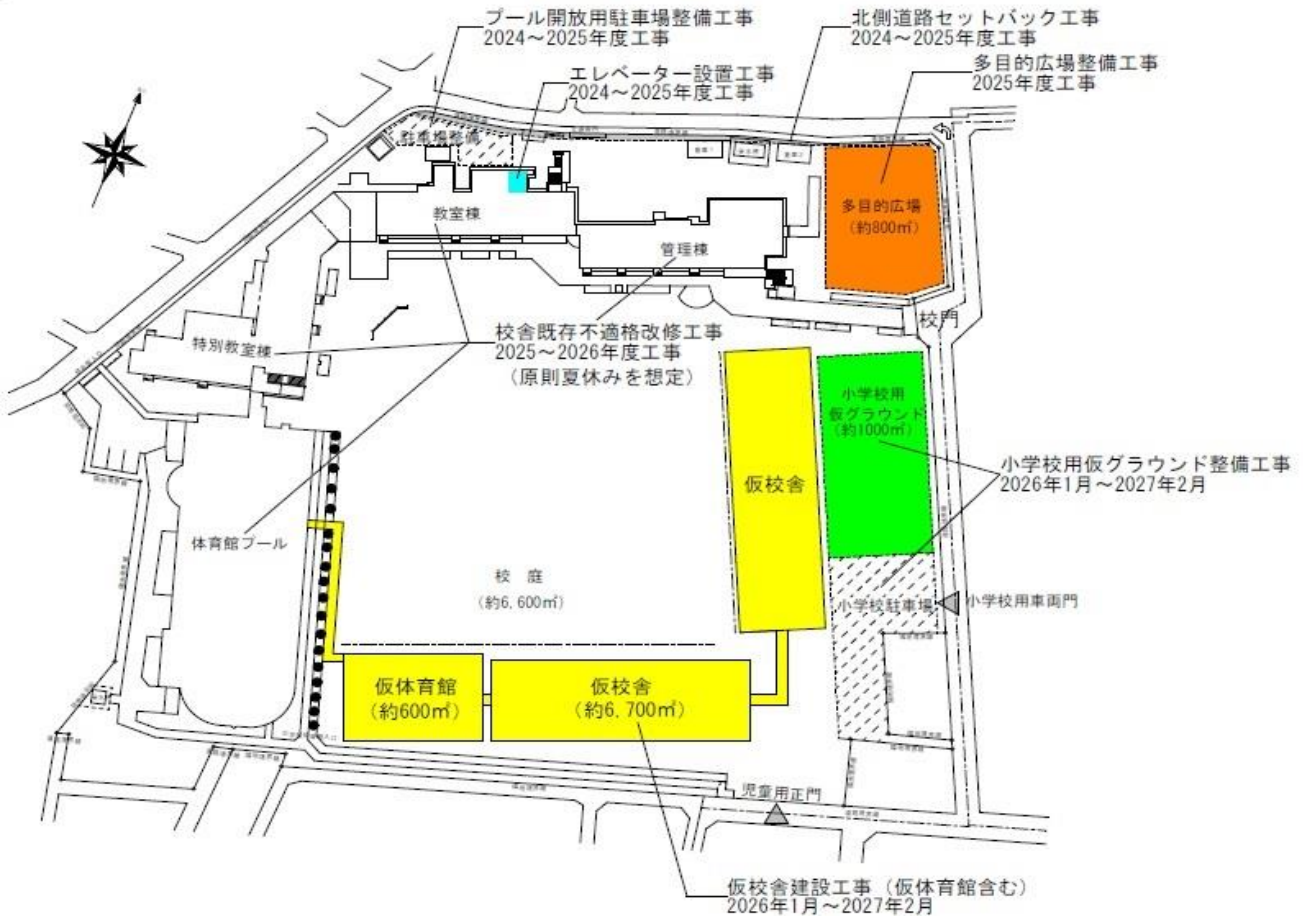 プール開放用駐車場整備工事
2024～2025年度工事
北側道路セットバック工事
2024～2025年度工事
エレベーター設置工事
2024～2025年度工事
多目的広場整備工事
2025年度工事
駐車場整備
教室棟
管理棟
多目的広場
（約800㎡）
校門
特別教室棟
校舎既存不適格改修工事
2025～2026年度工事
（原則夏休みを想定）
小学校用
仮グラウンド
（約1000㎡）
小学校用仮グラウンド整備工事
2026年1月～2027年2月
仮校舎
体育館プール
校　庭
（約6,600㎡）
小学校駐車場
小学校用車両門
仮体育館
（約600㎡）
仮校舎
（約6,700㎡）
児童用正門
仮校舎建設工事（仮体育館含む）
2026年1月～2027年2月